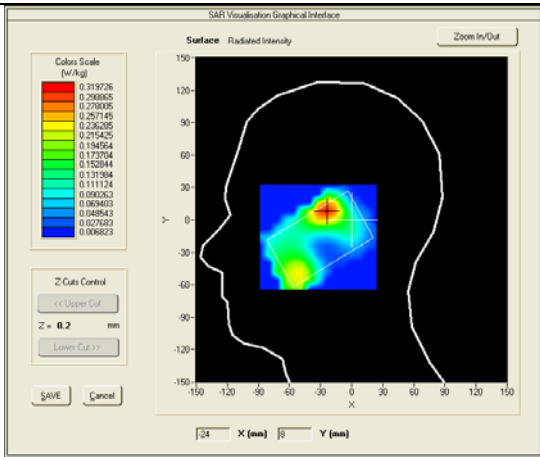 SAR Visualisation Graphical Interface
Surface Radiated Intensity
Zoom In/Out
Colors Scale
(W/kg)
0.319726
0.298865
0.278005
0.257145
0.236285
0.215425
0.194564
0.173704
0.152844
0.131984
0.111124
0.090263
0.069403
0.048543
0.027683
0.006823
Z-Cuts Control
<< Upper Cut
Z = 0.2 mm
Lower Cut >>
SAVE Cancel
150
120
90
60
30
0
-30
-60
-90
-120
-150
Y
-150 -120 -90 -60 -30 0 30 60 90 120 150
X
-24 X (mm) 8 Y (mm)